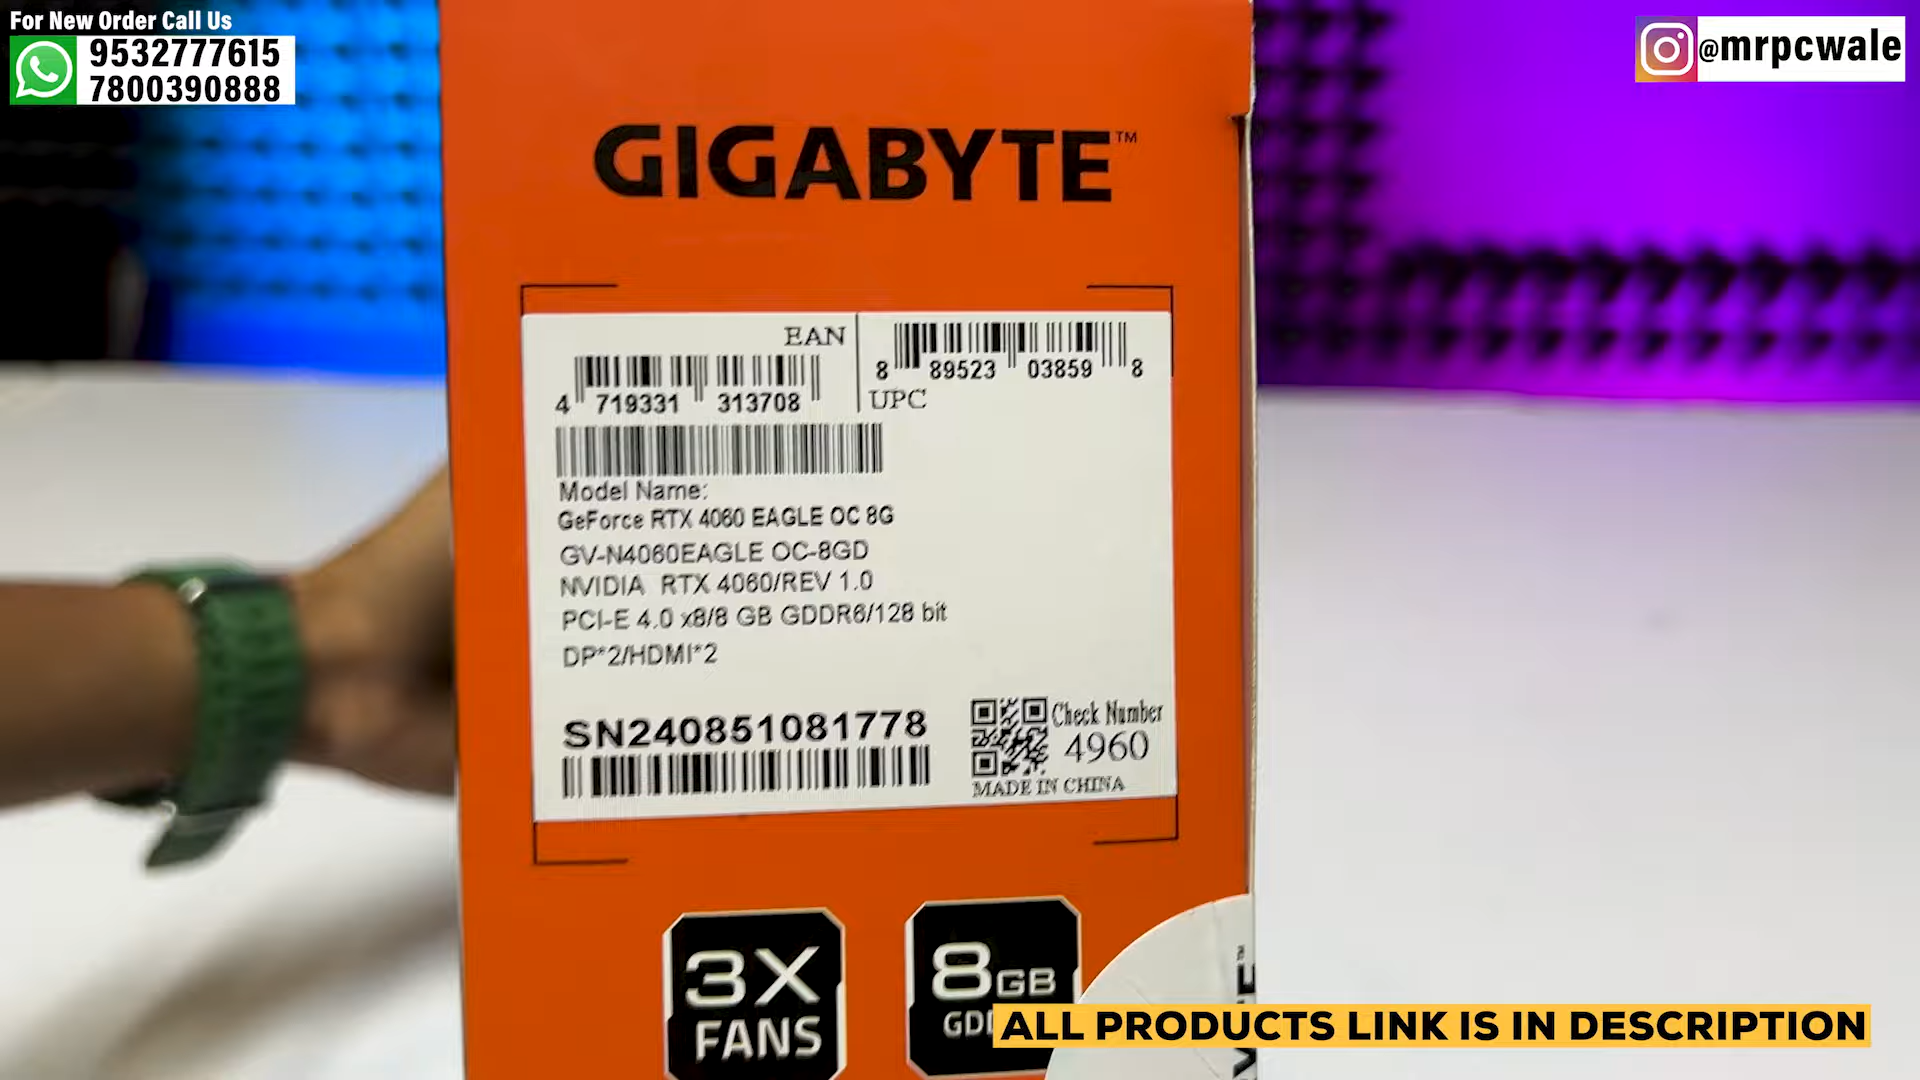 For New Order Call Us
9532777615
7800390888
@mrpcwale
GIGABYTE™
EAN
4 719331 313708
8 89523 03859 8
UPC
Model Name:
GeForce RTX 4060 EAGLE OC 8G
GV-N4060EAGLE OC-8GD
NVIDIA RTX 4060/REV 1.0
PCI-E 4.0 x8/8 GB GDDR6/128 bit
DP*2/HDMI*2
SN240851081778
Check Number
4960
MADE IN CHINA
3X
FANS
8GB
ALL PRODUCTS LINK IS IN DESCRIPTION